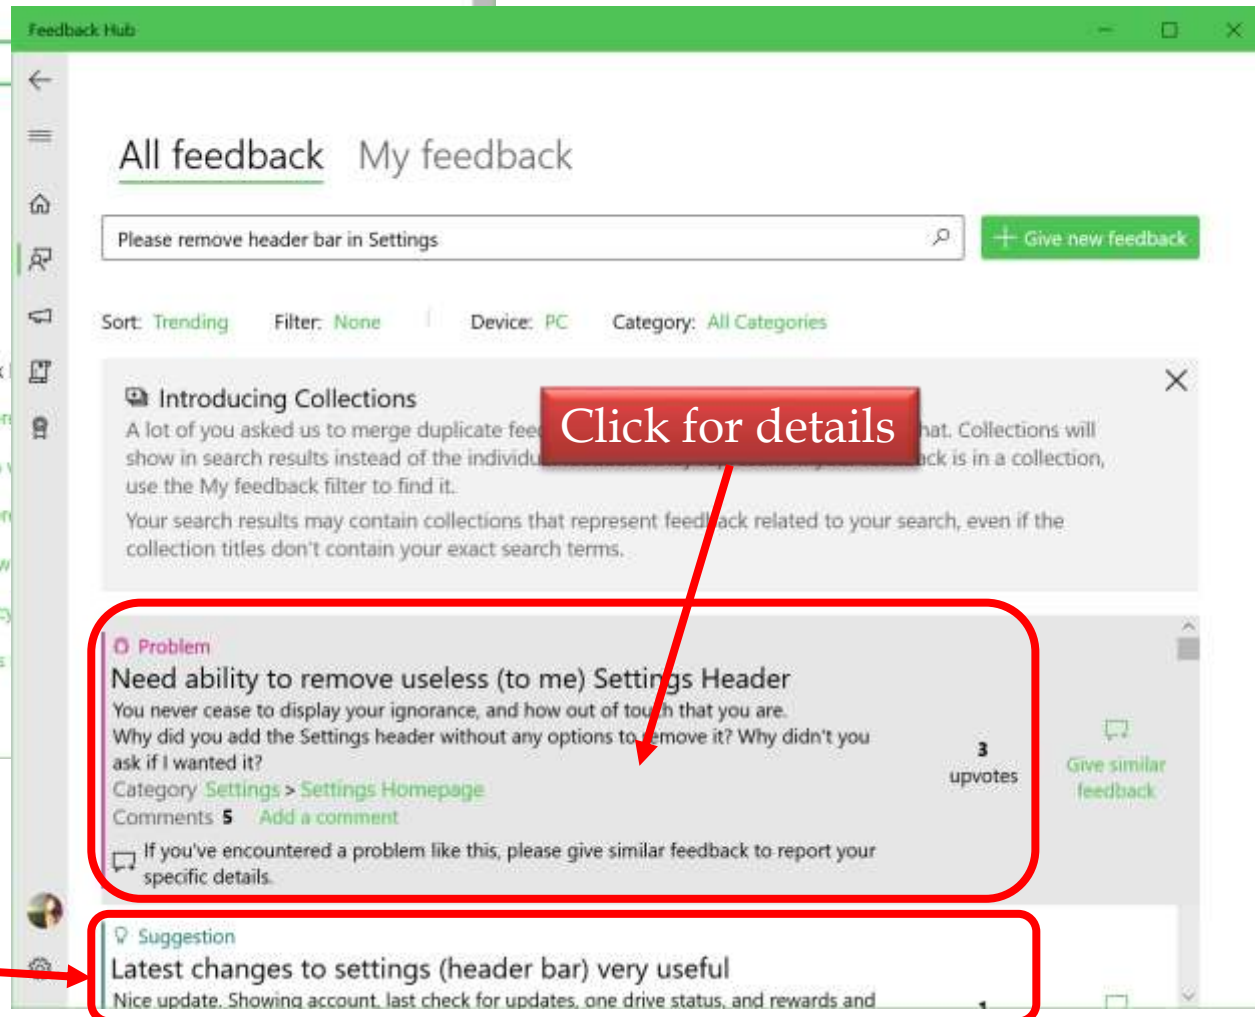 Feedback Hub
All feedback My feedback
Please remove header bar in Settings
Give new feedback
Sort: Trending Filter: None Device: PC Category: All Categories
Introducing Collections
Click for details
A lot of you asked us to merge duplicate hat. Collections will
show in search results instead of the is in a collection,
use the My feedback filter to find it.
Your search results may contain collections that represent feedback related to your search, even if the
collection titles don't contain your exact search terms.
Problem
Need ability to remove useless (to me) Settings Header
You never cease to display your ignorance, and how out of touch that you are.
Why did you add the Settings header without any options to remove it? Why didn't you
ask if I wanted it?
Category Settings > Settings Homepage
Comments 5 Add a comment
If you've encountered a problem like this, please give similar feedback to report your
specific details.
3
upvotes
Give similar
feedback
Suggestion
Latest changes to settings (header bar) very useful
Nice update. Showing account, last check for updates, one drive status, and rewards and